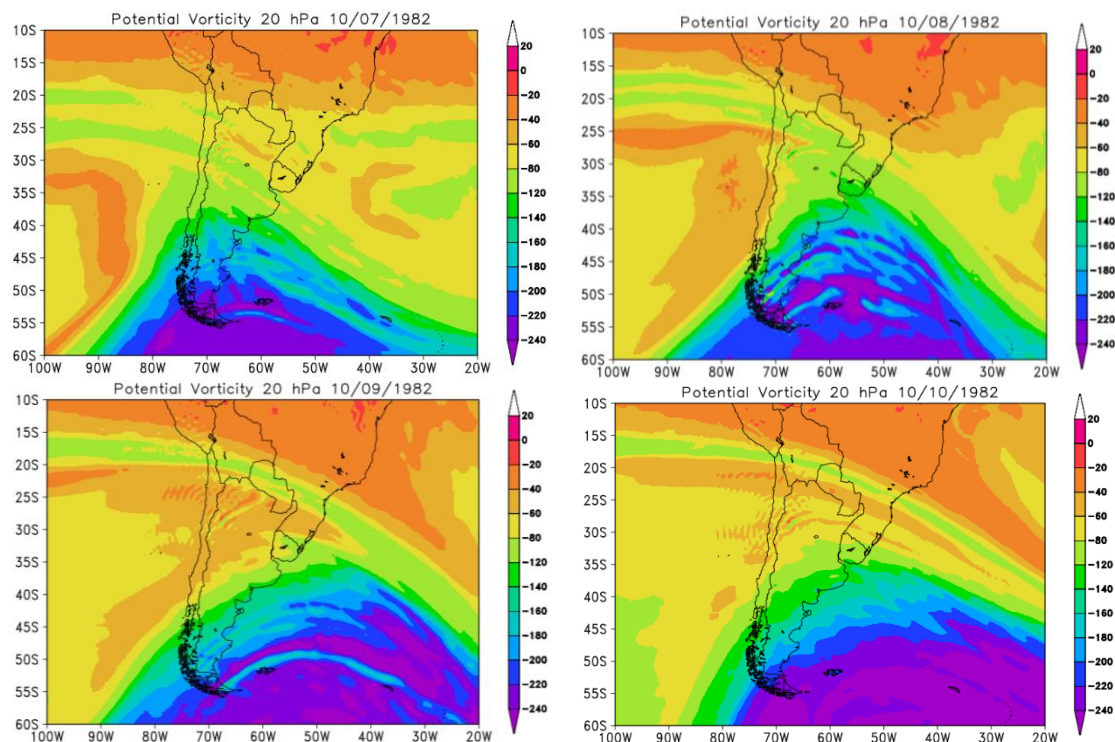 Potential Vorticity 20 hPa 10/07/1982
10S
15S
20S
25S
30S
35S
40S
45S
50S
55S
60S
100W 90W 80W 70W 60W 50W 40W 30W 20W
20
0
−20
−40
−60
−80
−120
−140
−160
−180
−200
−220
−240
Potential Vorticity 20 hPa 10/08/1982
10S
15S
20S
25S
30S
35S
40S
45S
50S
55S
60S
100W 90W 80W 70W 60W 50W 40W 30W 20W
20
0
−20
−40
−60
−80
−120
−140
−160
−180
−200
−220
−240
Potential Vorticity 20 hPa 10/09/1982
10S
15S
20S
25S
30S
35S
40S
45S
50S
55S
60S
100W 90W 80W 70W 60W 50W 40W 30W 20W
20
0
−20
−40
−60
−80
−120
−140
−160
−180
−200
−220
−240
Potential Vorticity 20 hPa 10/10/1982
10S
15S
20S
25S
30S
35S
40S
45S
50S
55S
60S
100W 90W 80W 70W 60W 50W 40W 30W 20W
20
0
−20
−40
−60
−80
−120
−140
−160
−180
−200
−220
−240